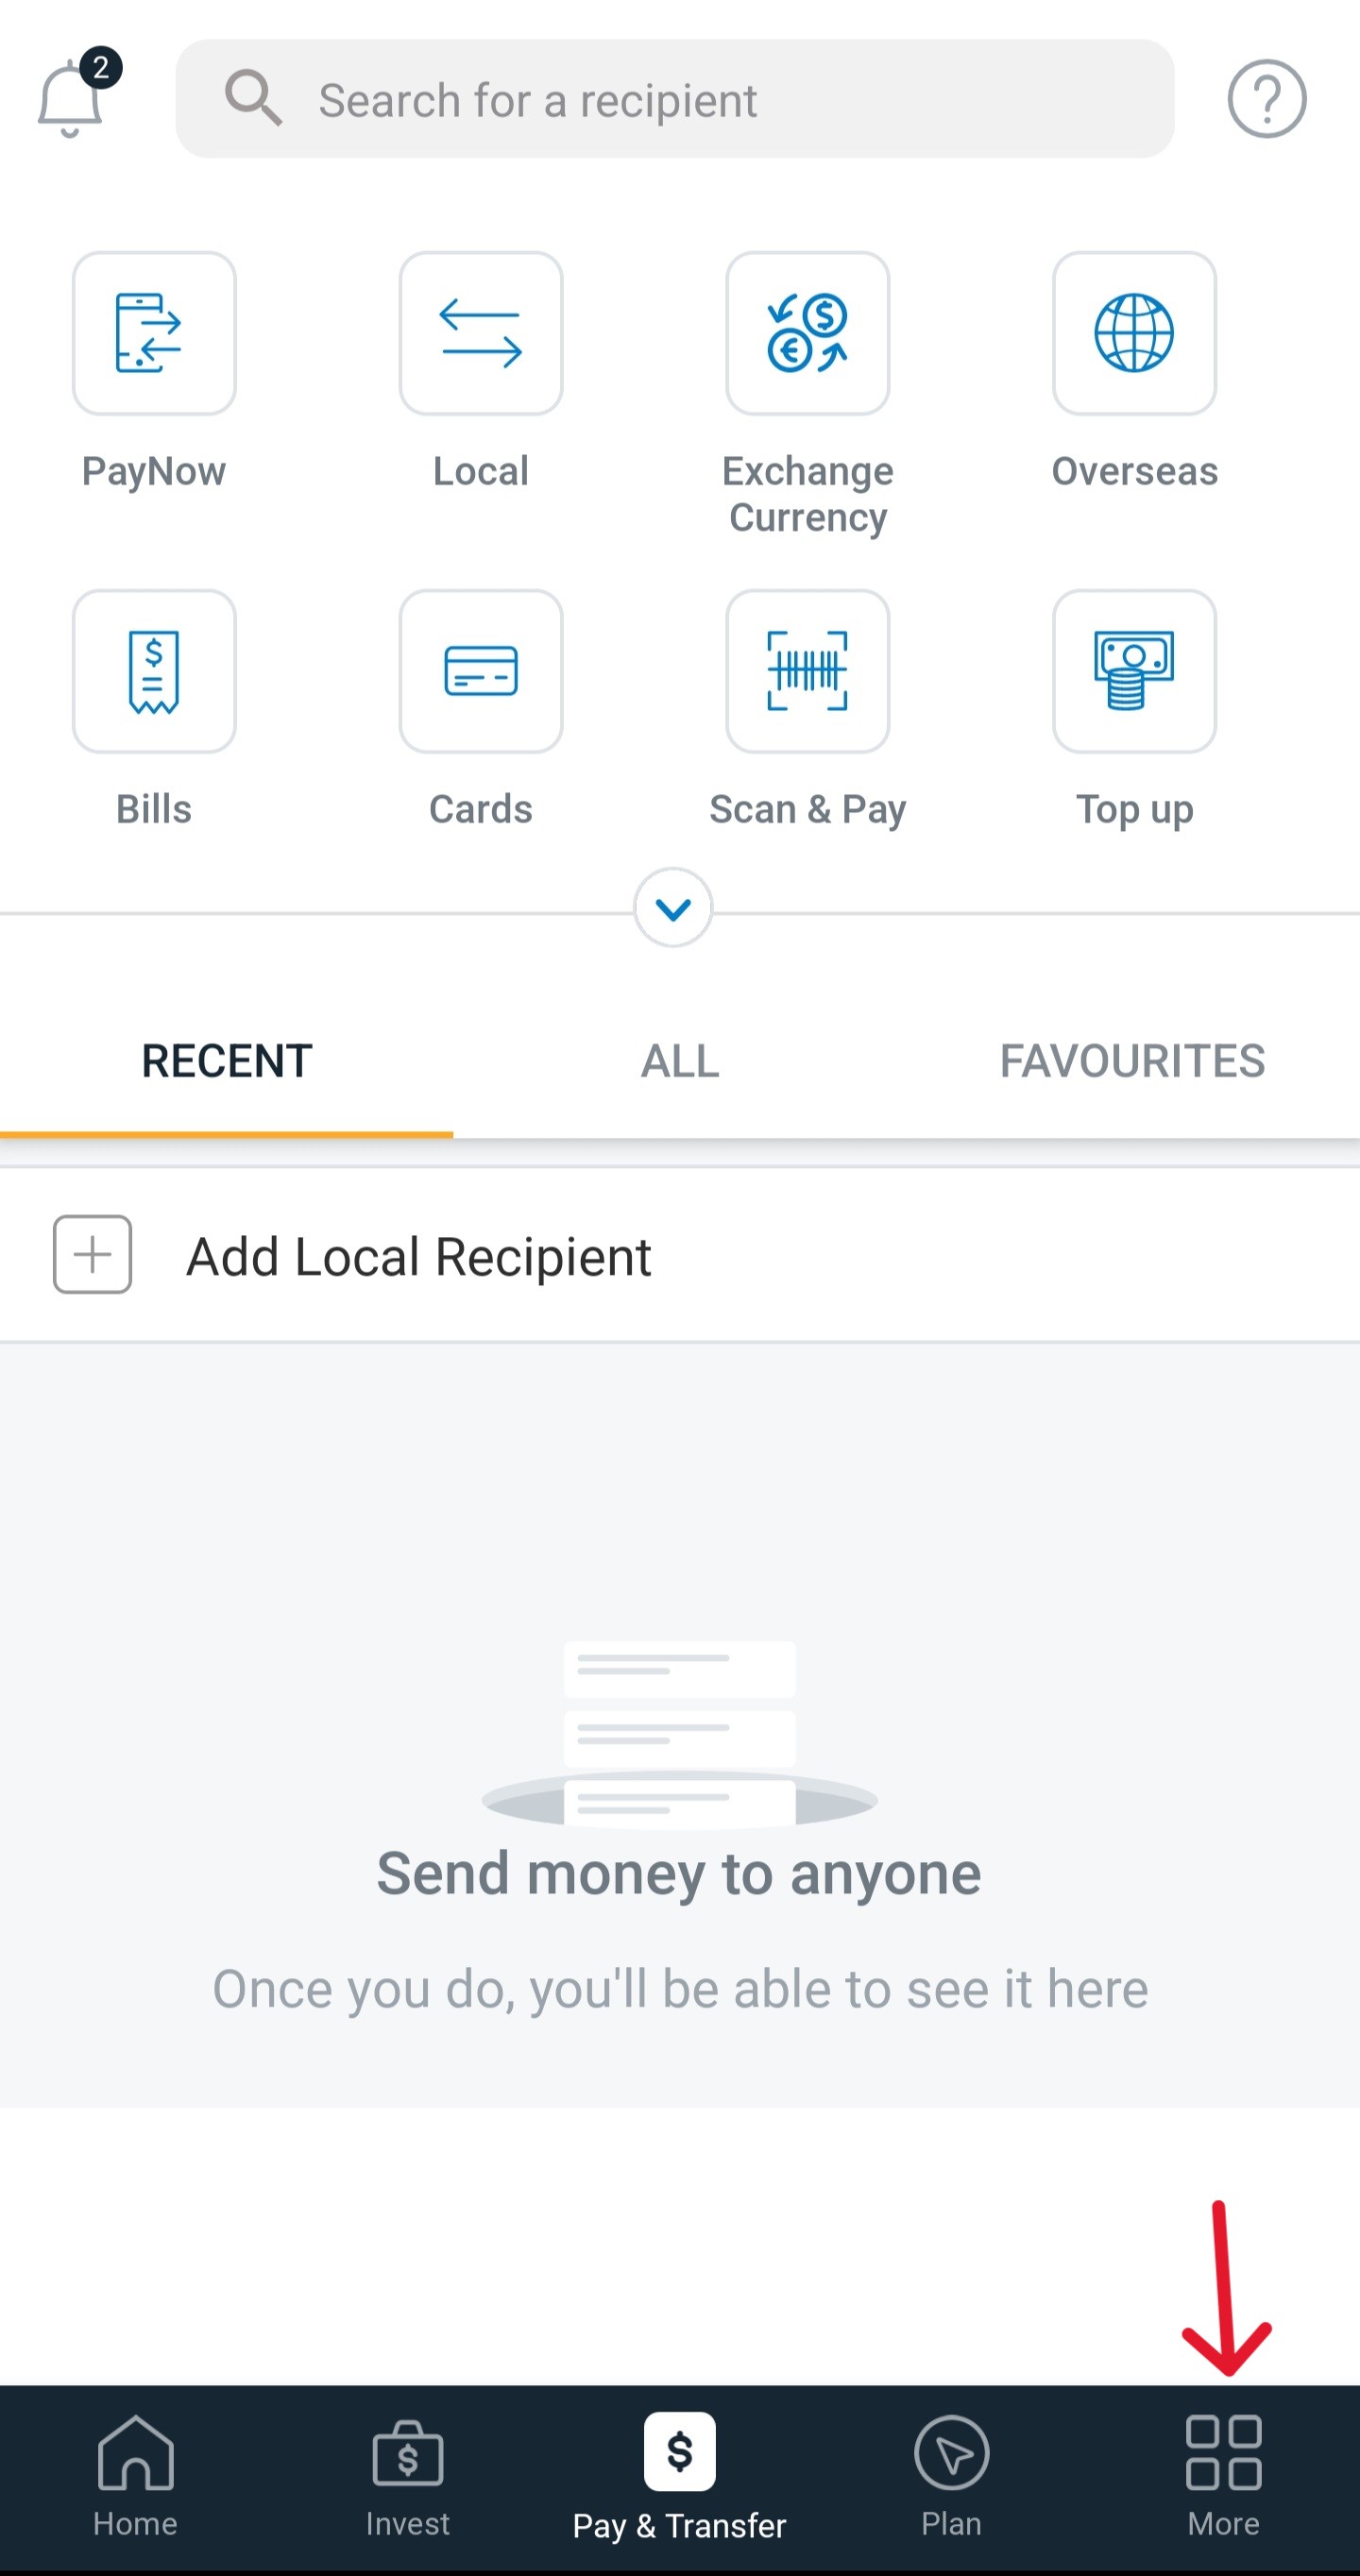 2
Search for a recipient
PayNow
Local
Exchange
Currency
Overseas
Bills
Cards
Scan & Pay
Top up
RECENT
ALL
FAVOURITES
Add Local Recipient
Send money to anyone
Once you do, you'll be able to see it here
Home
Invest
Pay & Transfer
Plan
More